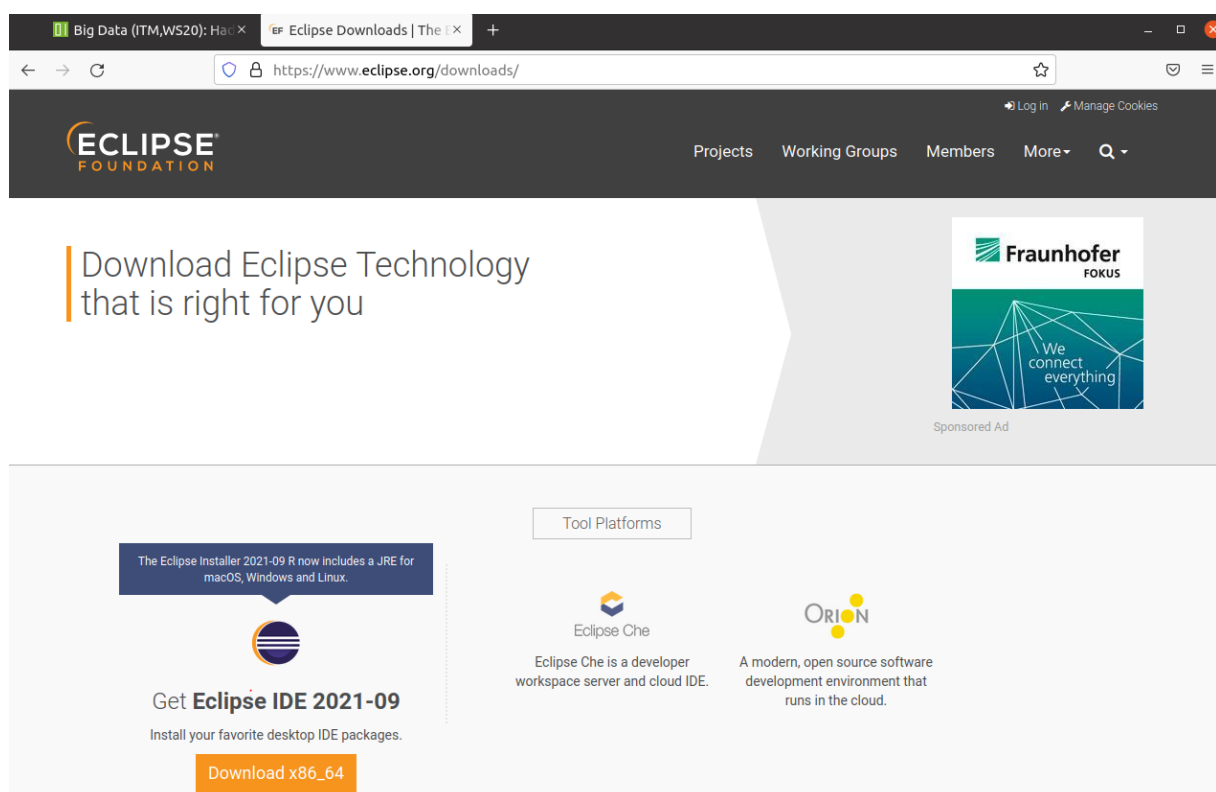 Big Data (ITM,WS20): Had
EF Eclipse Downloads | The E
https://www.eclipse.org/downloads/
Log in Manage Cookies
ECLIPSE
FOUNDATION
Projects Working Groups Members More
Download Eclipse Technology
that is right for you
Fraunhofer
FOKUS
We
connect
everything
Sponsored Ad
Tool Platforms
The Eclipse Installer 2021-09 R now includes a JRE for
macOS, Windows and Linux.
Get Eclipse IDE 2021-09
Install your favorite desktop IDE packages.
Download x86_64
Eclipse Che
Eclipse Che is a developer
workspace server and cloud IDE.
ORION
A modern, open source software
development environment that
runs in the cloud.